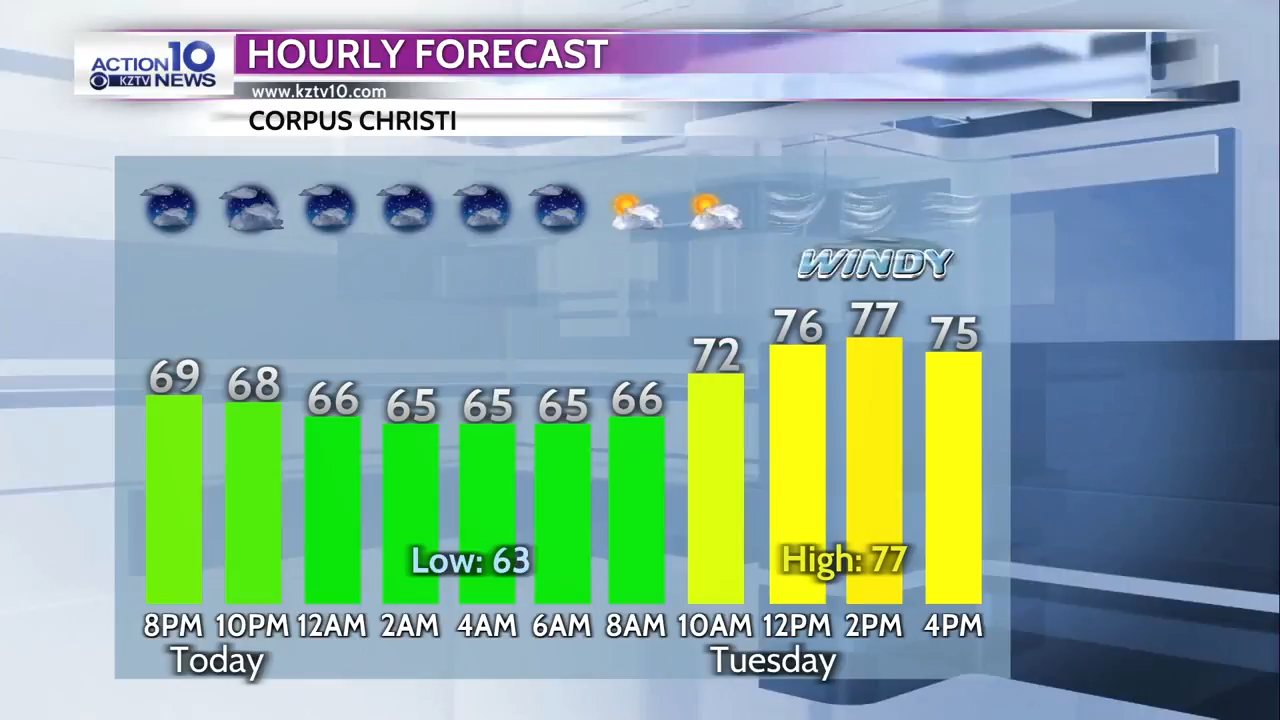 ACTION 10
KZTV NEWS
HOURLY FORECAST
www.kztv10.com
CORPUS CHRISTI
WINDY
69 68 66 65 65 65 66 72 76 77 75
Low: 63 High: 77
8PM 10PM 12AM 2AM 4AM 6AM 8AM 10AM 12PM 2PM 4PM
Today Tuesday